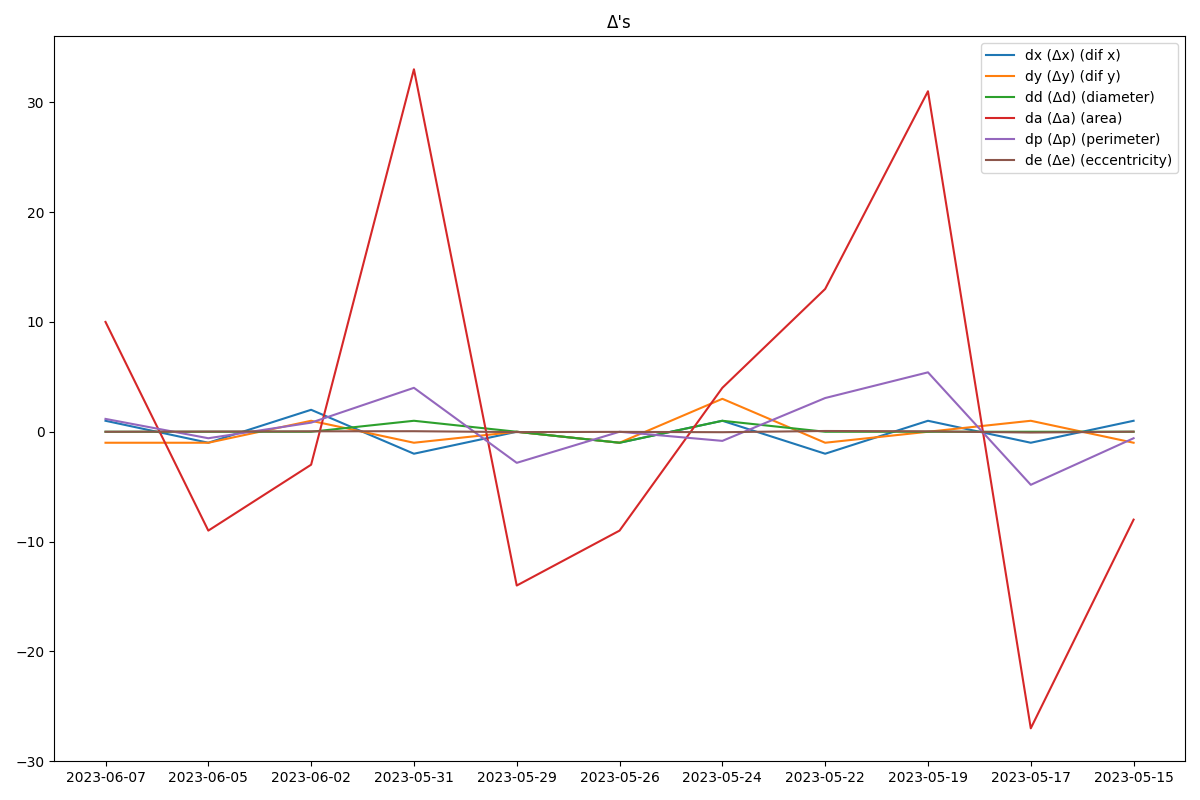 Δ's
dx (Δx) (dif x)
dy (Δy) (dif y)
dd (Δd) (diameter)
da (Δa) (area)
dp (Δp) (perimeter)
de (Δe) (eccentricity)
30
20
10
0
−10
−20
−30
2023-06-07 2023-06-05 2023-06-02 2023-05-31 2023-05-29 2023-05-26 2023-05-24 2023-05-22 2023-05-19 2023-05-17 2023-05-15